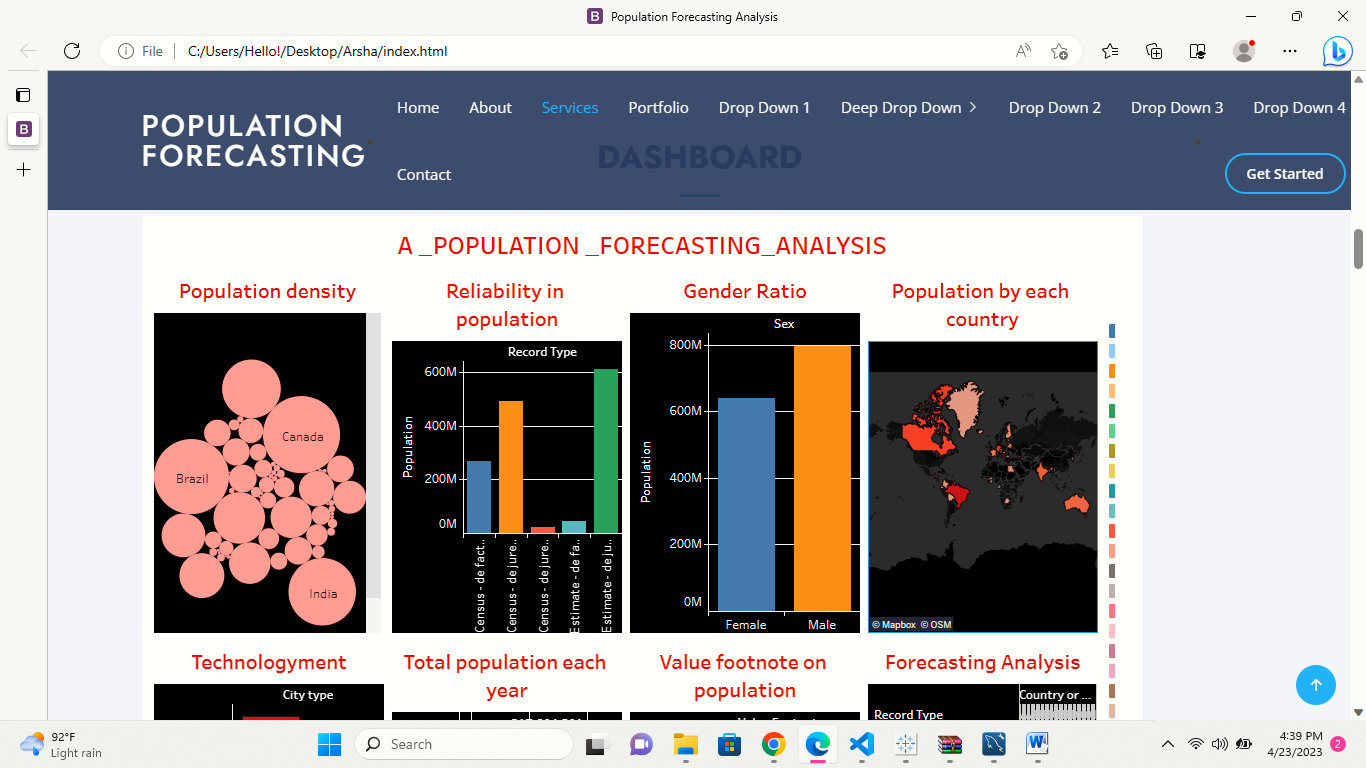 Population Forecasting Analysis
File
C:/Users/Hello!/Desktop/Arsha/index.html
POPULATION
FORECASTING
Home
About
Services
Portfolio
Drop Down 1
Deep Drop Down
Drop Down 2
Drop Down 3
Drop Down 4
Contact
DASHBOARD
Get Started
A _POPULATION _FORECASTING_ANALYSIS
Population density
Canada
Brazil
India
Reliability in
population
Record Type
Population
600M
400M
200M
0M
Census - de fact..
Census - de jure..
Census - de jure..
Estimate - de fa..
Estimate - de ju..
Gender Ratio
Sex
Population
800M
600M
400M
200M
0M
Female
Male
Population by each
country
© Mapbox © OSM
Technologyment
City type
Total population each
year
Value footnote on
population
Forecasting Analysis
Country or ...
Record Type
92°F
Light rain
Search
4:39 PM
4/23/2023
2